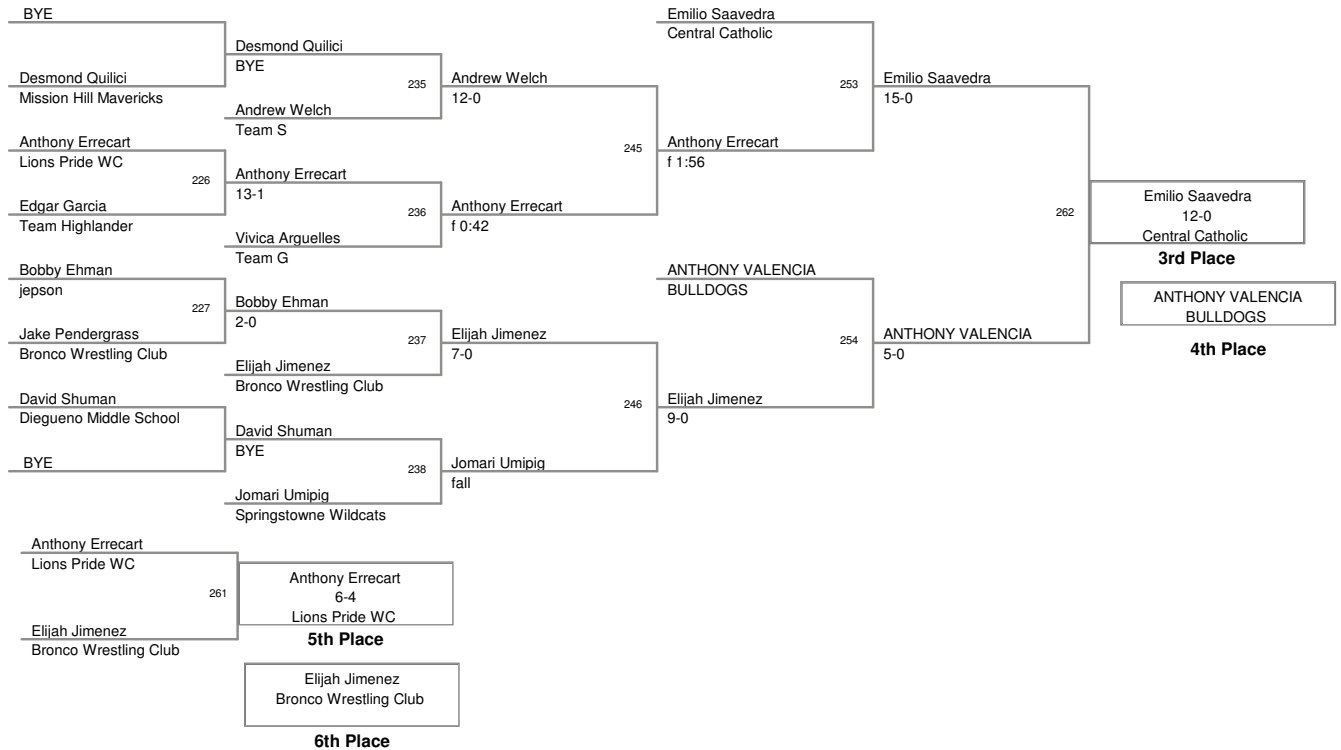 BYE
Desmond Quilici
Mission Hill Mavericks
Anthony Errecart
Lions Pride WC
226
Edgar Garcia
Team Highlander
Bobby Ehman
jepson
227
Jake Pendergrass
Bronco Wrestling Club
David Shuman
Diegueno Middle School
BYE
Desmond Quilici
BYE
235
Andrew Welch
Team S
Anthony Errecart
13-1
236
Vivica Arguelles
Team G
Bobby Ehman
2-0
237
Elijah Jimenez
Bronco Wrestling Club
David Shuman
BYE
238
Jomari Umipig
Springstowne Wildcats
Andrew Welch
12-0
245
Anthony Errecart
f 0:42
Elijah Jimenez
7-0
246
Jomari Umipig
fall
Emilio Saavedra
Central Catholic
253
Anthony Errecart
f 1:56
ANTHONY VALENCIA
BULLDOGS
254
Elijah Jimenez
9-0
Emilio Saavedra
15-0
262
ANTHONY VALENCIA
5-0
Emilio Saavedra
12-0
Central Catholic
3rd Place
ANTHONY VALENCIA
BULLDOGS
4th Place
Anthony Errecart
Lions Pride WC
261
Elijah Jimenez
Bronco Wrestling Club
Anthony Errecart
6-4
Lions Pride WC
5th Place
Elijah Jimenez
Bronco Wrestling Club
6th Place